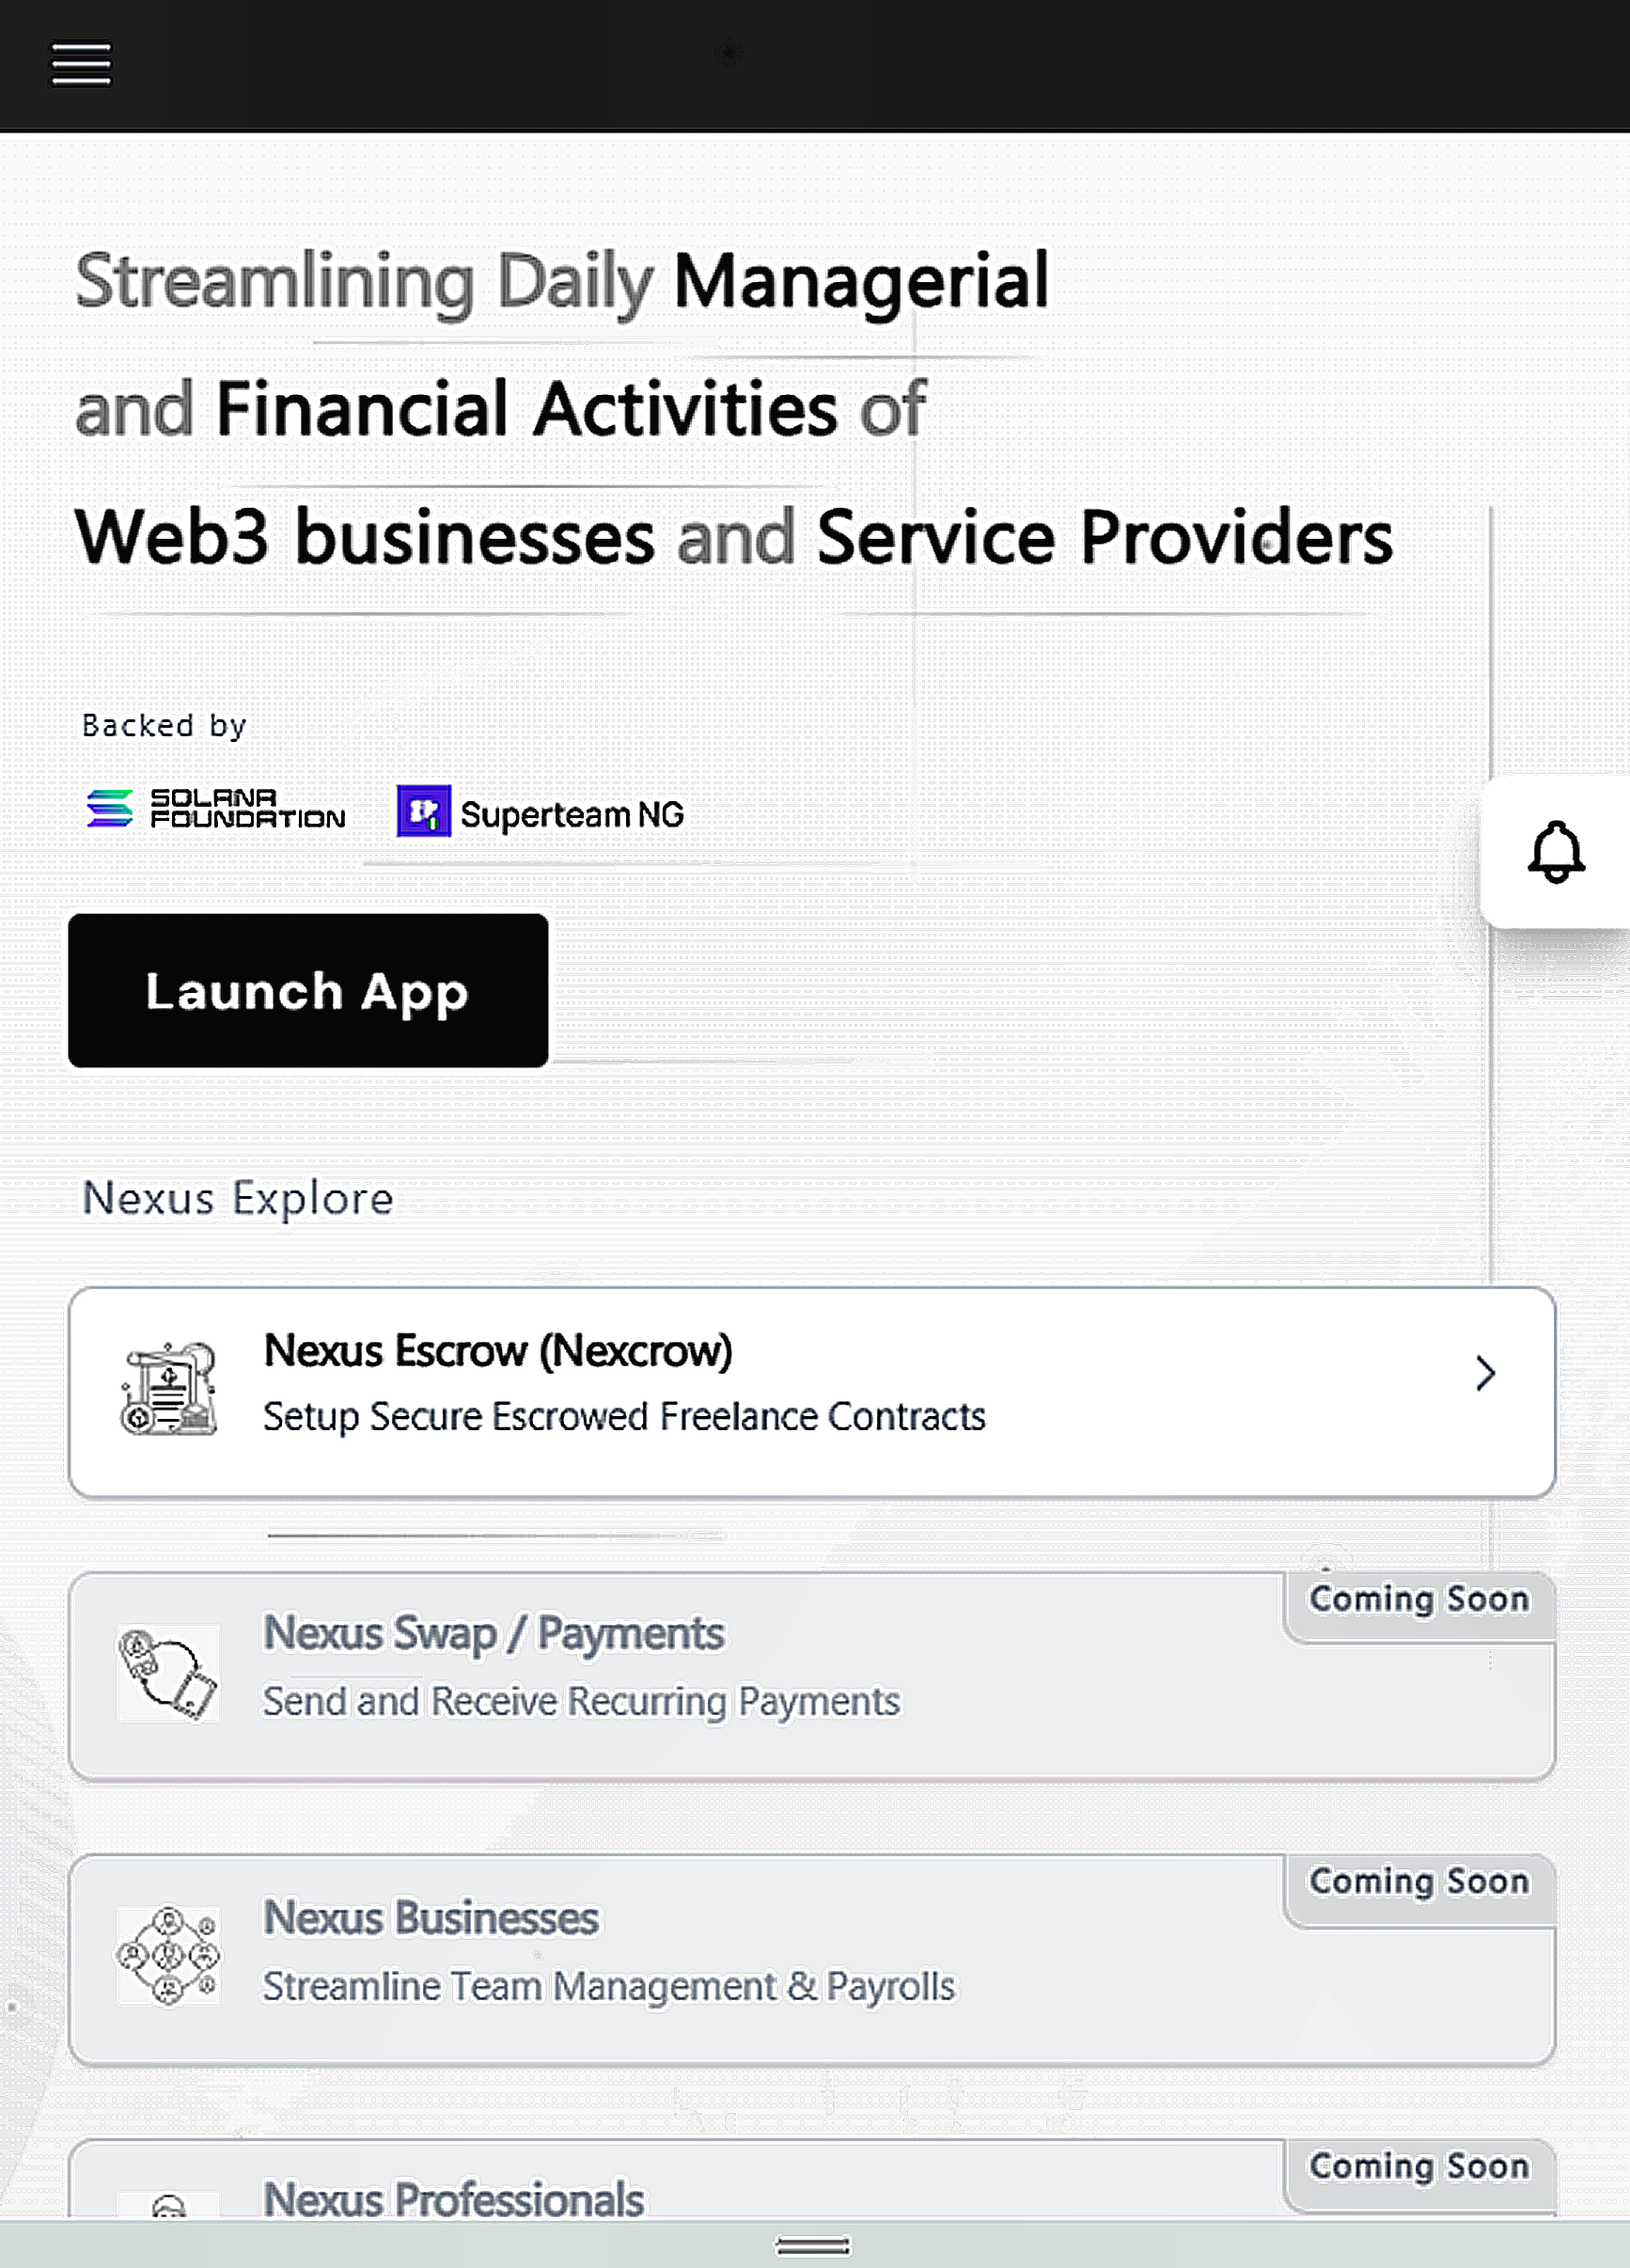 Streamlining Daily Managerial
and Financial Activities of
Web3 businesses and Service Providers
Backed by
SOLANA
FOUNDATION
Superteam NG
Launch App
Nexus Explore
Nexus Escrow (Nexcrow)
Setup Secure Escrowed Freelance Contracts
Coming Soon
Nexus Swap / Payments
Send and Receive Recurring Payments
Coming Soon
Nexus Businesses
Streamline Team Management & Payrolls
Coming Soon
Nexus Professionals